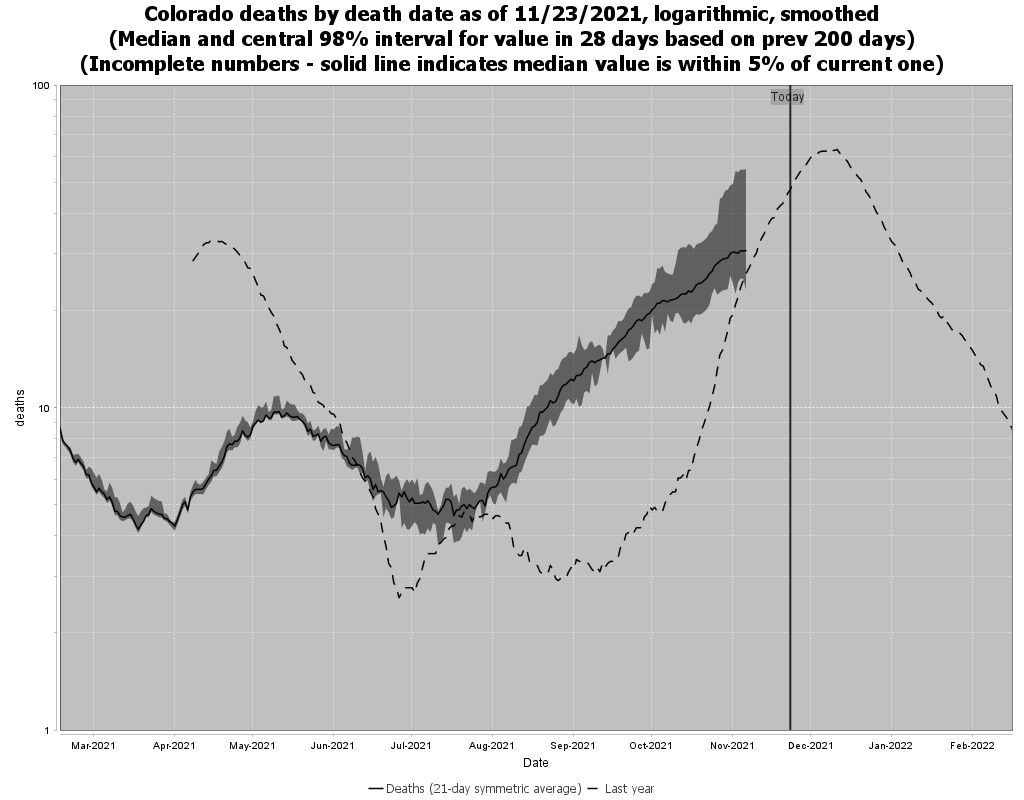 Colorado deaths by death date as of 11/23/2021, logarithmic, smoothed
(Median and central 98% interval for value in 28 days based on prev 200 days)
(Incomplete numbers - solid line indicates median value is within 5% of current one)
100
Today
deaths
10
1
Mar-2021 Apr-2021 May-2021 Jun-2021 Jul-2021 Aug-2021 Sep-2021 Oct-2021 Nov-2021 Dec-2021 Jan-2022 Feb-2022
Date
Deaths (21-day symmetric average) Last year